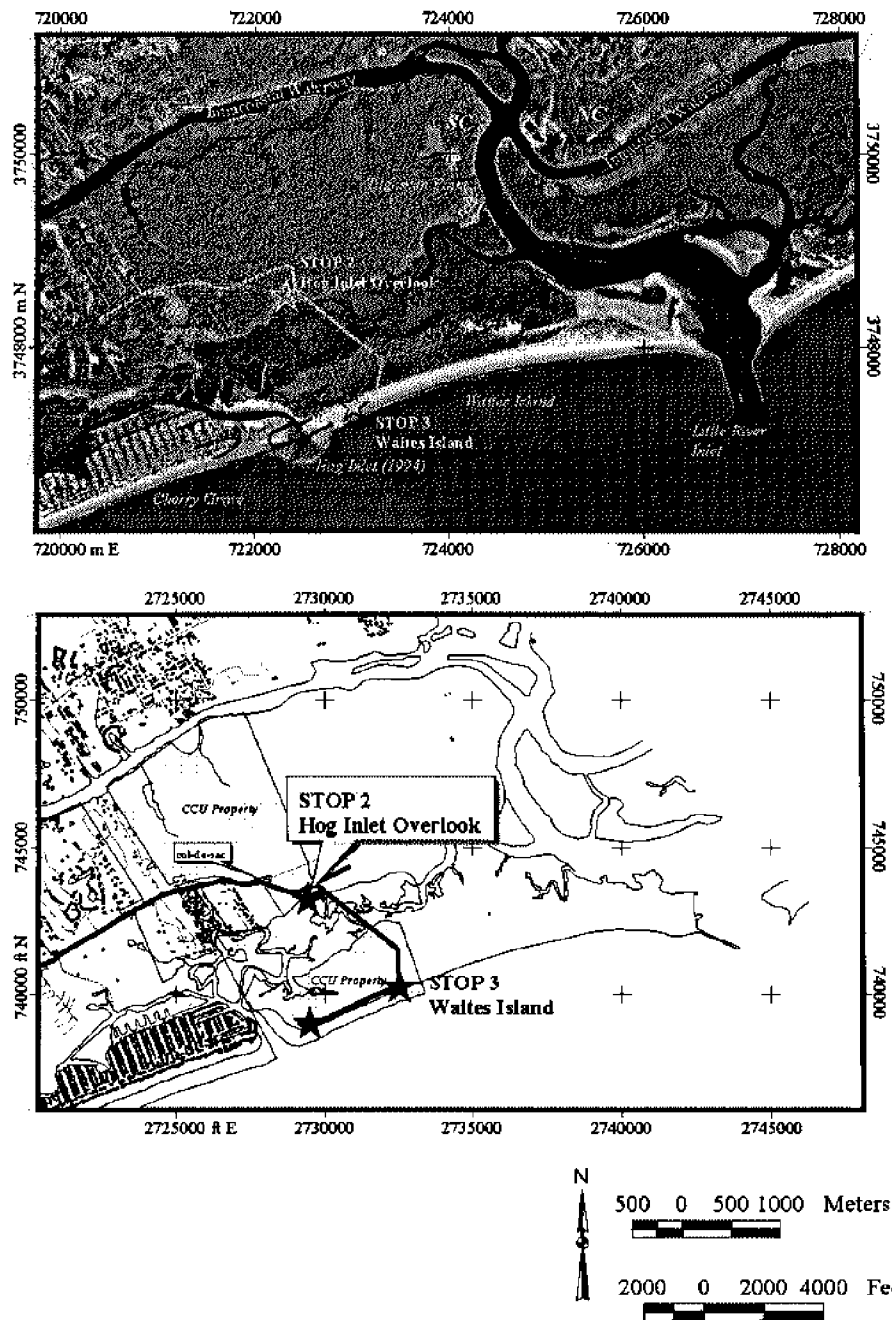 720000 722000 724000 726000 728000
SC NC
3750000 3750000
STOP 2
Hog Inlet Overlook
3748000 m N 3748000
Waites Island
STOP 3
Waites Island
Little River
Inlet
Hog Inlet (1994)
Cherry Grove
720000 m E 722000 724000 726000 728000
2725000 2730000 2735000 2740000 2745000
750000 750000
CCU Property
STOP 2
Hog Inlet Overlook
745000 745000
cul-de-sac
CCU Property
STOP 3
Waites Island
740000 ft N 740000
2725000 ft E 2730000 2735000 2740000 2745000
N
500 0 500 1000 Meters
2000 0 2000 4000 Fe